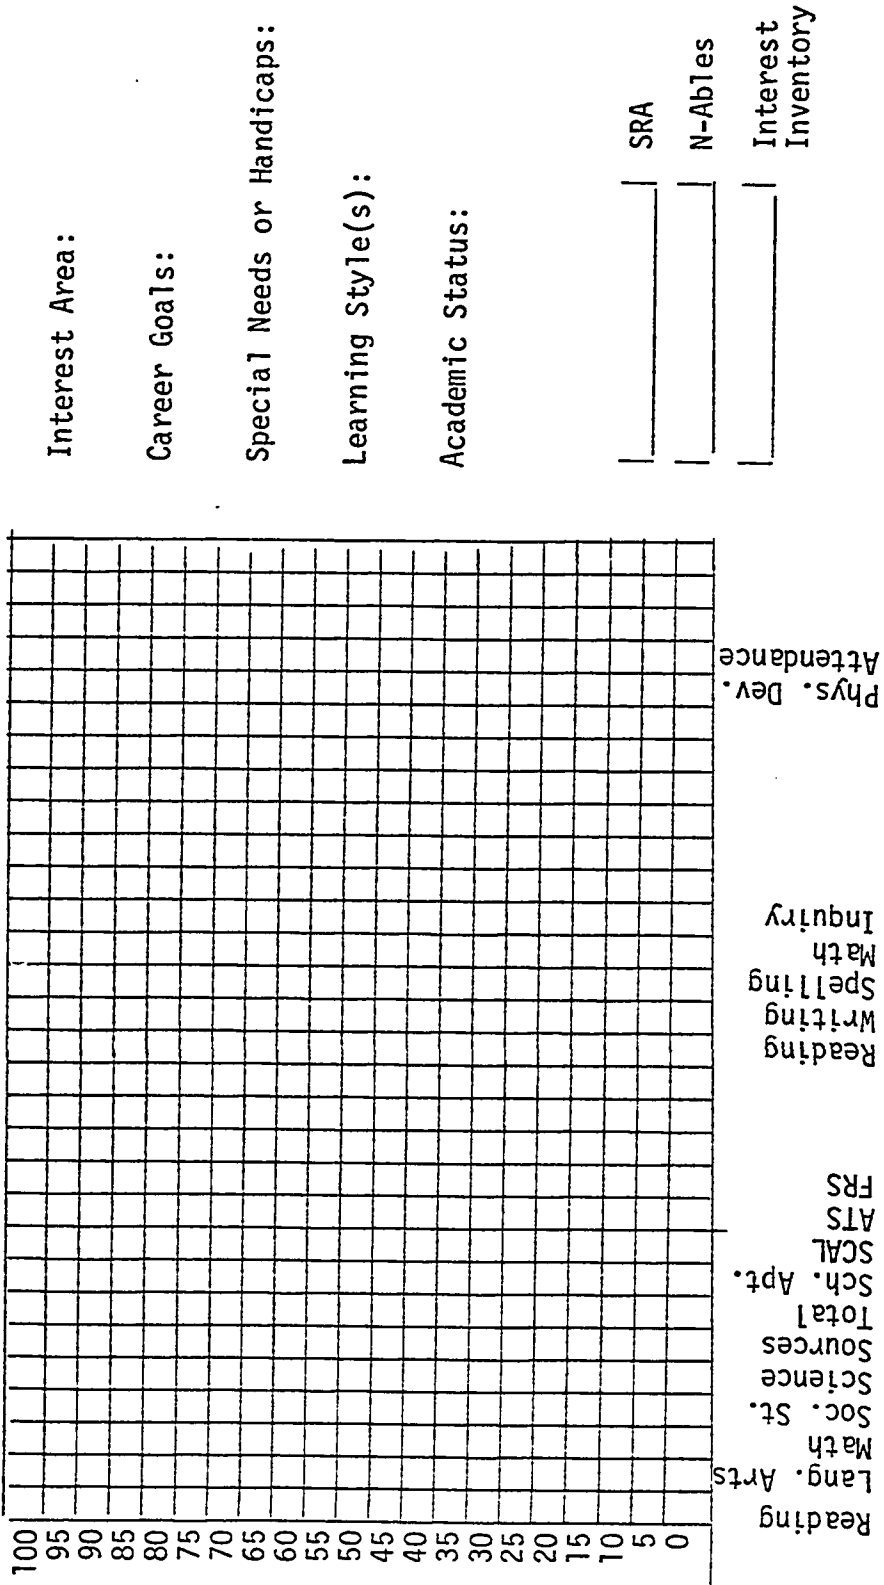 Interest Area:
Career Goals:
Special Needs or Handicaps:
Learning Style(s):
Academic Status:
SRA
N-Ables
Interest
Inventory
100
95
90
85
80
75
70
65
60
55
50
45
40
35
30
25
20
15
10
5
0
Reading
Lang. Arts
Math
Soc. St.
Science
Sources
Total
Sch. Apt.
SCAL
ATS
FRS
Reading
Writing
Spelling
Math
Inquiry
Phys. Dev.
Attendance